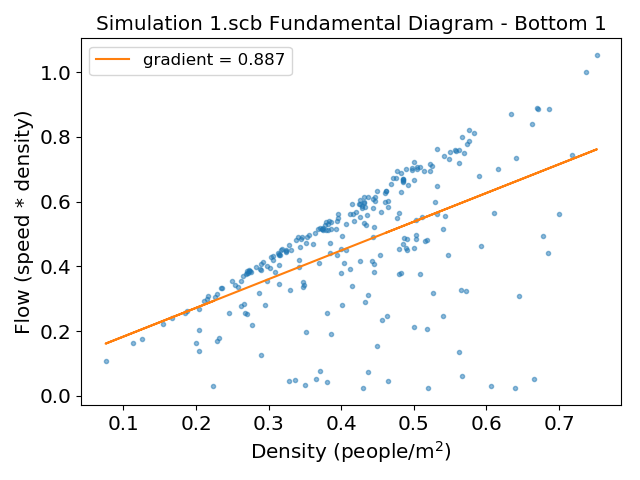 Simulation 1.scb Fundamental Diagram - Bottom 1
gradient = 0.887
Flow (speed * density)
1.0
0.8
0.6
0.4
0.2
0.0
0.1 0.2 0.3 0.4 0.5 0.6 0.7
Density (people/m²)